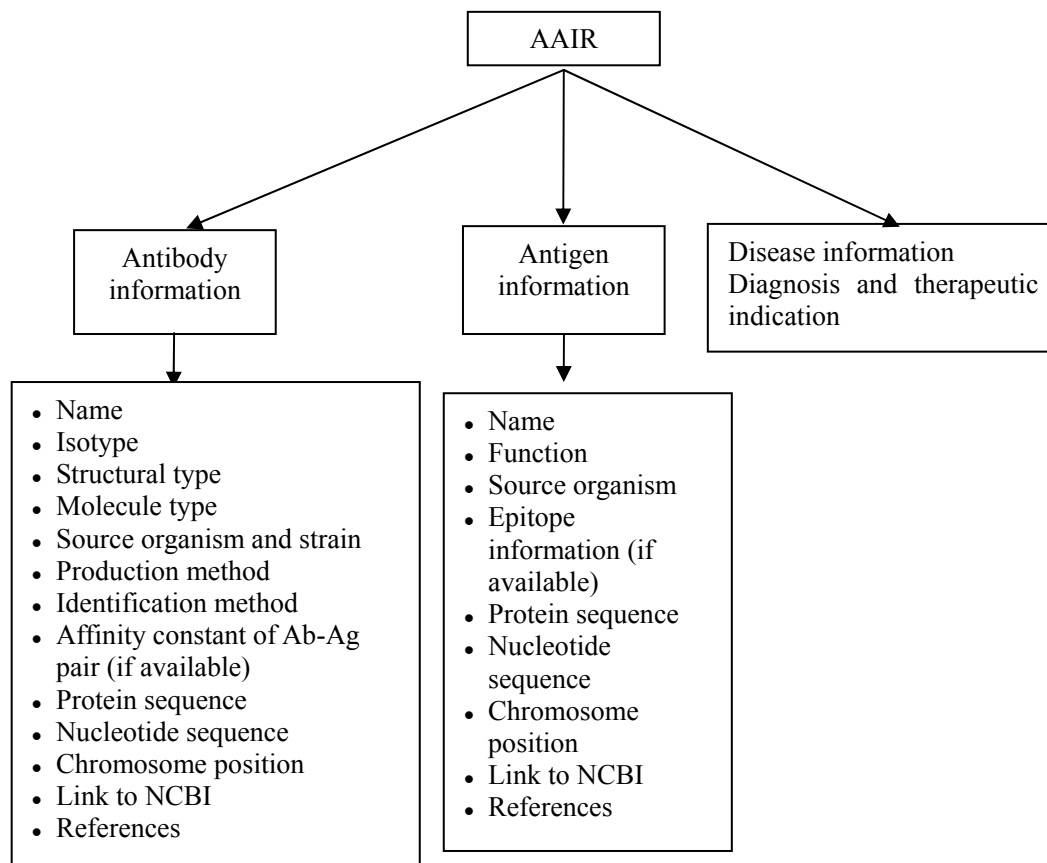 AAIR
Antibody
information
Antigen
information
Disease information
Diagnosis and therapeutic
indication
• Name
• Isotype
• Structural type
• Molecule type
• Source organism and strain
• Production method
• Identification method
• Affinity constant of Ab-Ag
pair (if available)
• Protein sequence
• Nucleotide sequence
• Chromosome position
• Link to NCBI
• References
• Name
• Function
• Source organism
• Epitope
information (if
available)
• Protein sequence
• Nucleotide
sequence
• Chromosome
position
• Link to NCBI
• References